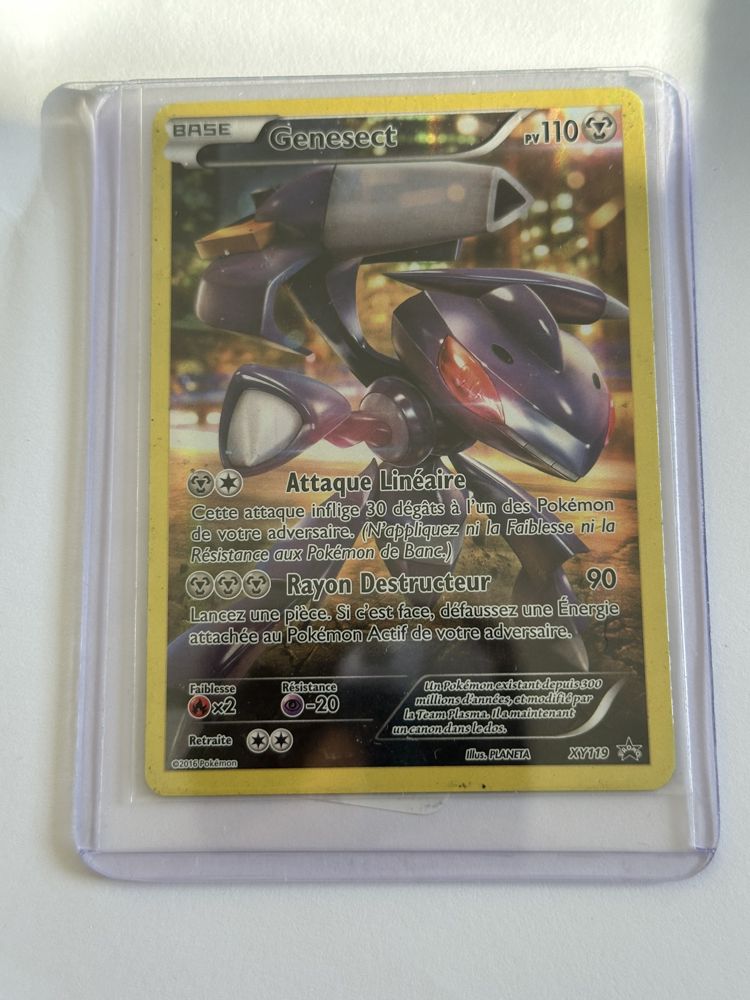 BASE Genesect PV110
Attaque Linéaire
Cette attaque inflige 30 dégâts à l'un des Pokémon
de votre adversaire. (N'appliquez ni la Faiblesse ni la
Résistance aux Pokémon de Banc.)
Rayon Destructeur 90
Lancez une pièce. Si c'est face, défaussez une Énergie
attachée au Pokémon Actif de votre adversaire.
Faiblesse Résistance
x2 -20
Retraite
Un Pokémon existant depuis 300
millions d'années, et modifié par
la Team Plasma. Il a maintenant
un canon dans le dos.
Illus. PLANETA XY119
©2016 Pokémon